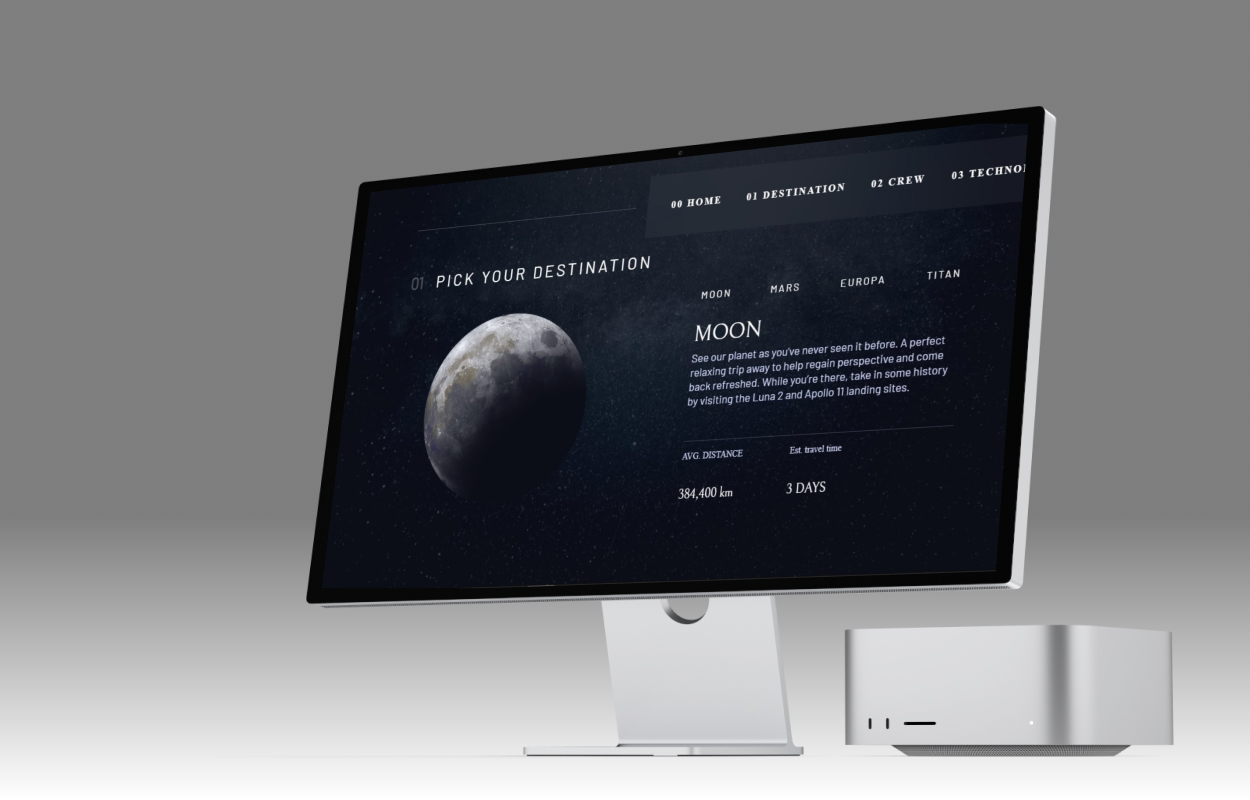 00 HOME 01 DESTINATION 02 CREW 03 TECHNO
01 PICK YOUR DESTINATION
MOON MARS EUROPA TITAN
MOON
See our planet as you've never seen it before. A perfect
relaxing trip away to help regain perspective and come
back refreshed. While you're there, take in some history
by visiting the Luna 2 and Apollo 11 landing sites.
AVG. DISTANCE Est. travel time
384,400 km 3 DAYS